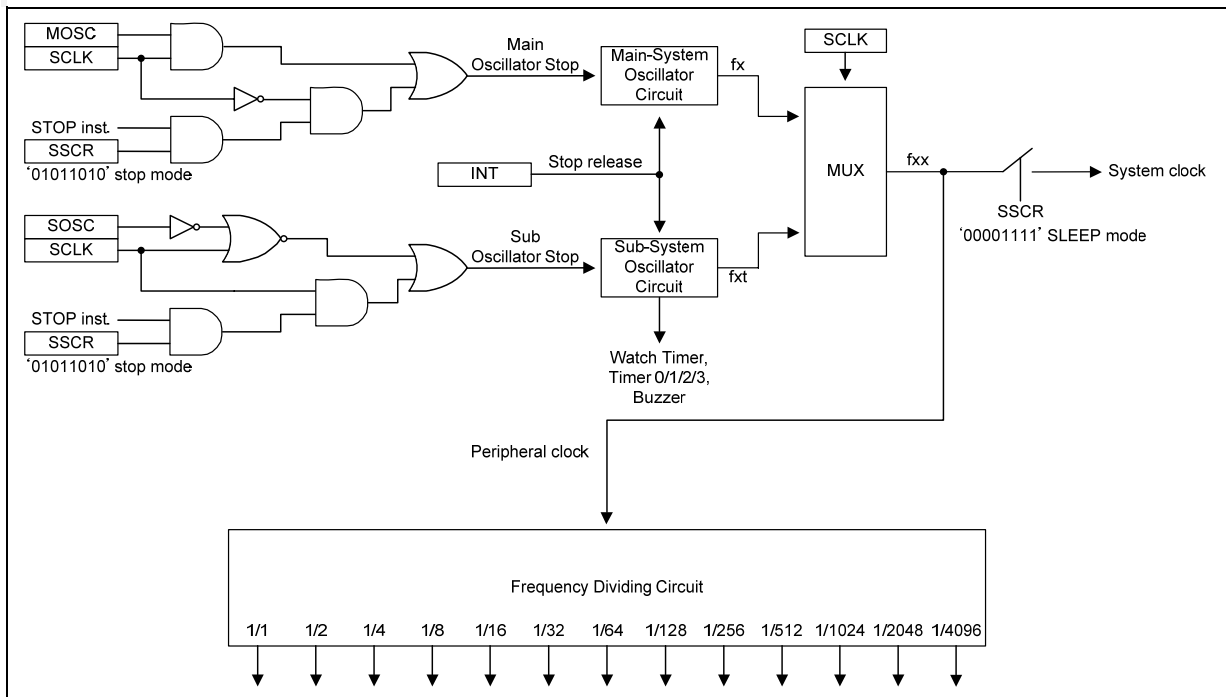 MOSC
SCLK
STOP inst.
SSCR
‘01011010’ stop mode
Main
Oscillator Stop
Main-System
Oscillator
Circuit
fx
SCLK
MUX
fxx
System clock
SSCR
‘00001111’ SLEEP mode
INT
Stop release
SOSC
SCLK
STOP inst.
SSCR
‘01011010’ stop mode
Sub
Oscillator Stop
Sub-System
Oscillator
Circuit
fxt
Watch Timer,
Timer 0/1/2/3,
Buzzer
Peripheral clock
Frequency Dividing Circuit
1/1 1/2 1/4 1/8 1/16 1/32 1/64 1/128 1/256 1/512 1/1024 1/2048 1/4096